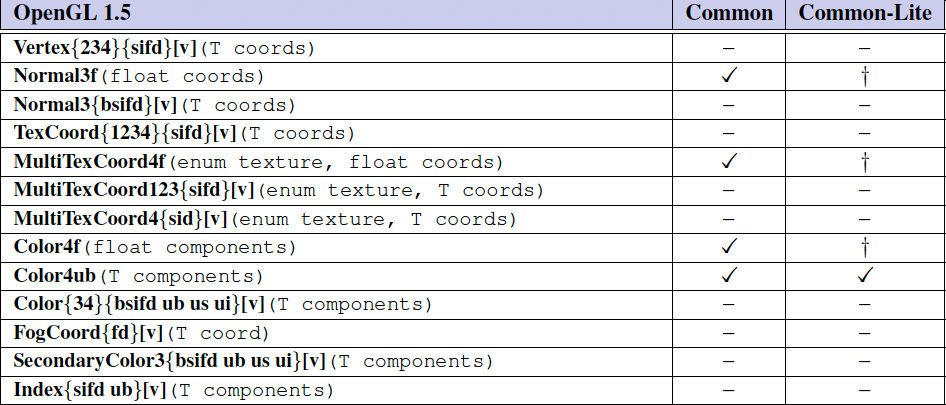 OpenGL 1.5 Common Common-Lite
Vertex{234}{sifd}[v](T coords) – –
Normal3f(float coords) ✓ †
Normal3{bsifd}[v](T coords) – –
TexCoord{1234}{sifd}[v](T coords) – –
MultiTexCoord4f(enum texture, float coords) ✓ †
MultiTexCoord123{sifd}[v](enum texture, T coords) – –
MultiTexCoord4{sid}[v](enum texture, T coords) – –
Color4f(float components) ✓ †
Color4ub(T components) ✓ ✓
Color{34}{bsifd ub us ui}[v](T components) – –
FogCoord{fd}[v](T coord) – –
SecondaryColor3{bsifd ub us ui}[v](T components) – –
Index{sifd ub}[v](T components) – –